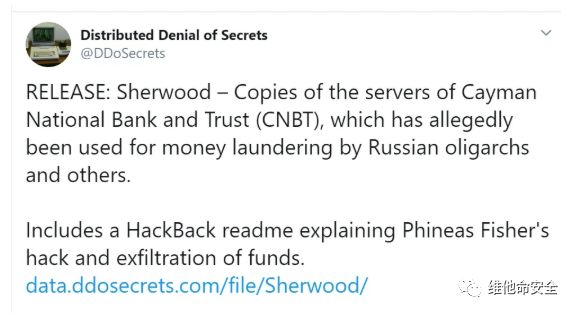 Distributed Denial of Secrets
@DDoSecrets
RELEASE: Sherwood – Copies of the servers of Cayman
National Bank and Trust (CNBT), which has allegedly
been used for money laundering by Russian oligarchs
and others.
Includes a HackBack readme explaining Phineas Fisher's
hack and exfiltration of funds.
data.ddosecrets.com/file/Sherwood/
维他命安全